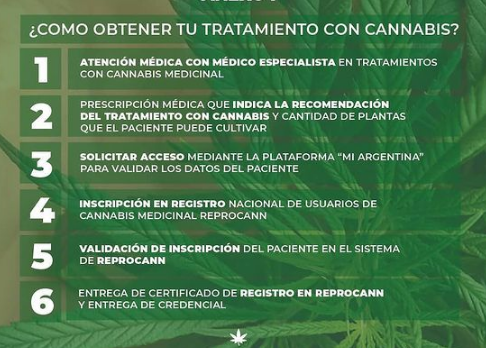 ¿COMO OBTENER TU TRATAMIENTO CON CANNABIS?
1
ATENCIÓN MÉDICA CON MÉDICO ESPECIALISTA EN TRATAMIENTOS
CON CANNABIS MEDICINAL
2
PRESCRIPCIÓN MÉDICA QUE INDICA LA RECOMENDACIÓN
DEL TRATAMIENTO CON CANNABIS Y CANTIDAD DE PLANTAS
QUE EL PACIENTE PUEDE CULTIVAR
3
SOLICITAR ACCESO MEDIANTE LA PLATAFORMA “MI ARGENTINA”
PARA VALIDAR LOS DATOS DEL PACIENTE
4
INSCRIPCIÓN EN REGISTRO NACIONAL DE USUARIOS DE
CANNABIS MEDICINAL REPROCANN
5
VALIDACIÓN DE INSCRIPCIÓN DEL PACIENTE EN EL SISTEMA
DE REPROCANN
6
ENTREGA DE CERTIFICADO DE REGISTRO EN REPROCANN
Y ENTREGA DE CREDENCIAL